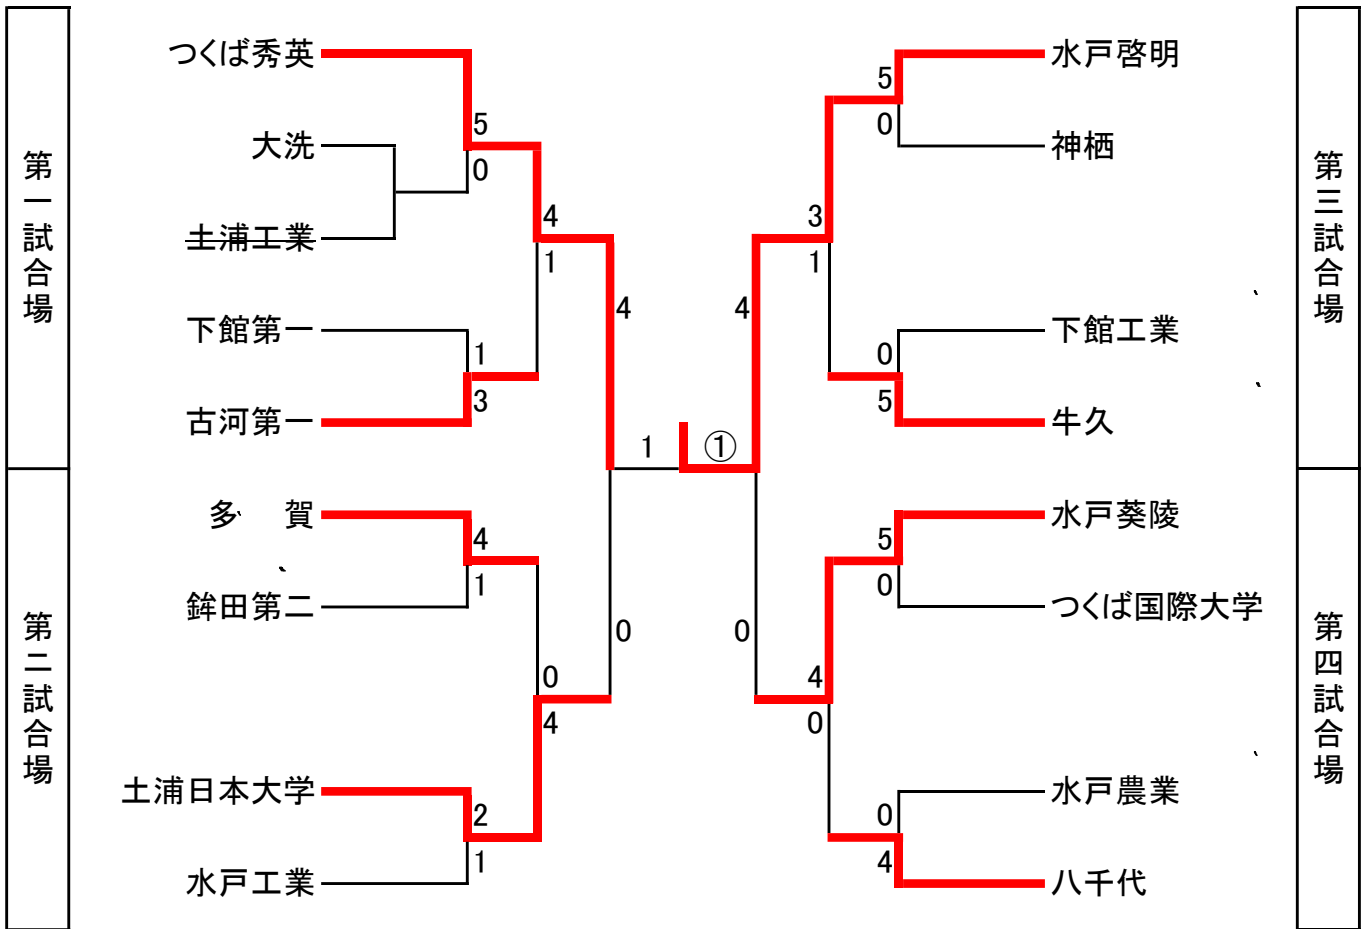 第一試合場
つくば秀英
大洗
土浦工業
下館第一
古河第一
5
0
4
1
1
3
4
第二試合場
多　賀
鉾田第二
土浦日本大学
水戸工業
4
1
0
4
2
1
0
1
①
第三試合場
水戸啓明
神栖
下館工業
牛久
5
0
3
1
0
5
4
第四試合場
水戸葵陵
つくば国際大学
水戸農業
八千代
5
0
4
0
0
4
0